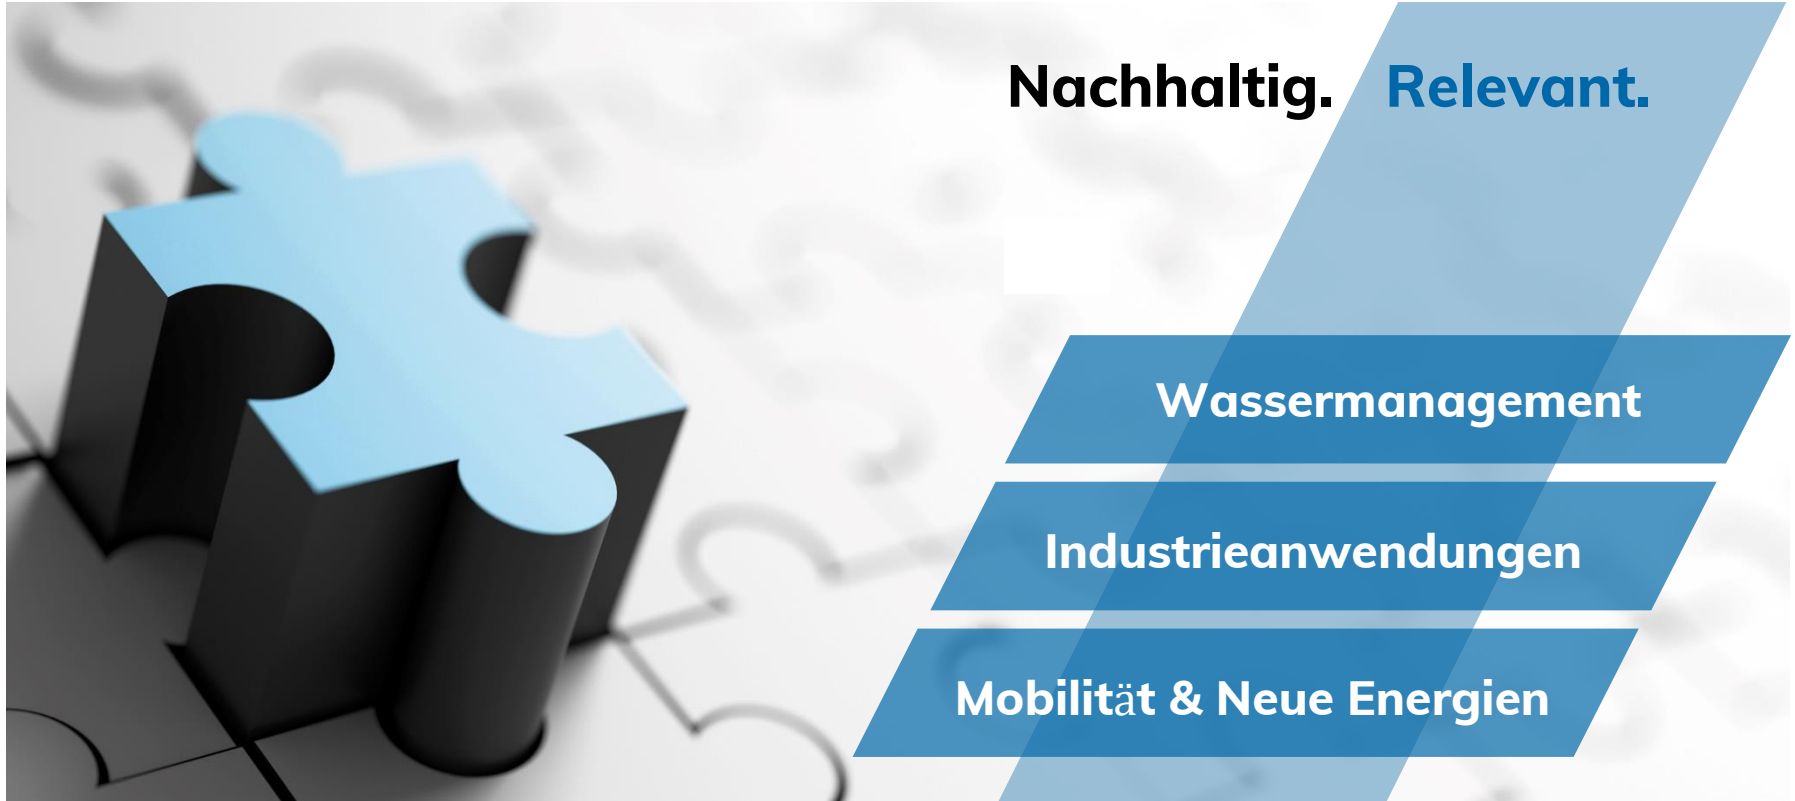 Nachhaltig. Relevant.
Wassermanagement
Industrieanwendungen
Mobilität & Neue Energien